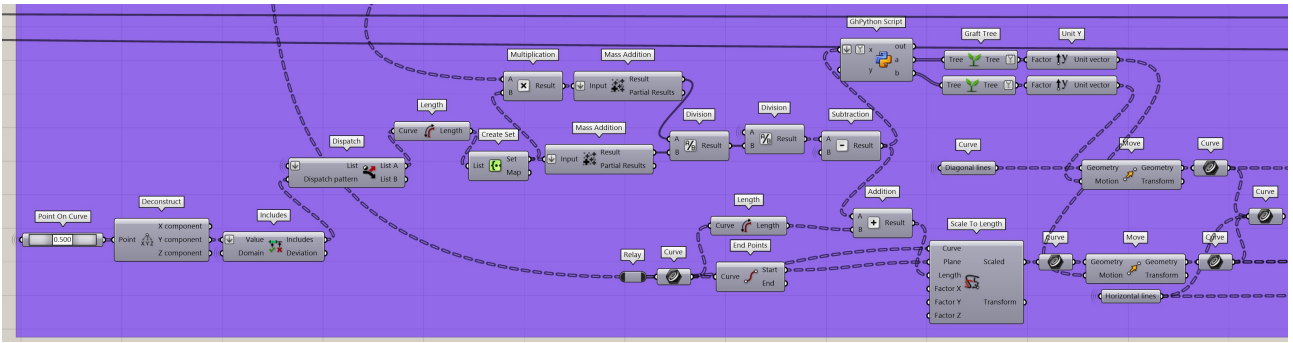 GhPython Script
x out
a
y b
Graft Tree
Tree Tree
Unit Y
Factor Unit vector
Tree Tree
Factor Unit vector
Multiplication
A
B Result
Mass Addition
Result
Input
Partial Results
Length
Curve Length
Create Set
Set
List
Map
Mass Addition
Result
Input
Partial Results
Division
A
B
A/B Result
Division
A
B
A/B Result
Subtraction
A
B Result
Dispatch
List List A
Dispatch pattern List B
Curve
Diagonal lines
Move
Geometry Geometry
Motion Transform
Curve
Curve
Point On Curve
0.500
Deconstruct
X component
Point XYZ Y component
Z component
Includes
Value Includes
Domain Deviation
Length
Curve Length
Addition
A
B Result
Relay
Curve
End Points
Start
Curve
End
Scale To Length
Curve
Plane Scaled
Length
Factor X
Factor Y Transform
Factor Z
Curve
Move
Geometry Geometry
Motion Transform
Curve
Horizontal lines